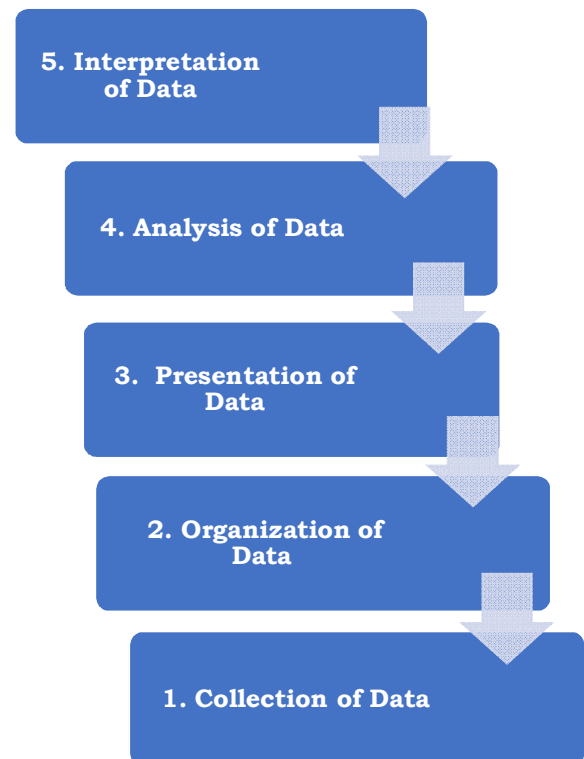 5. Interpretation
of Data
4. Analysis of Data
3. Presentation of
Data
2. Organization of
Data
1. Collection of Data